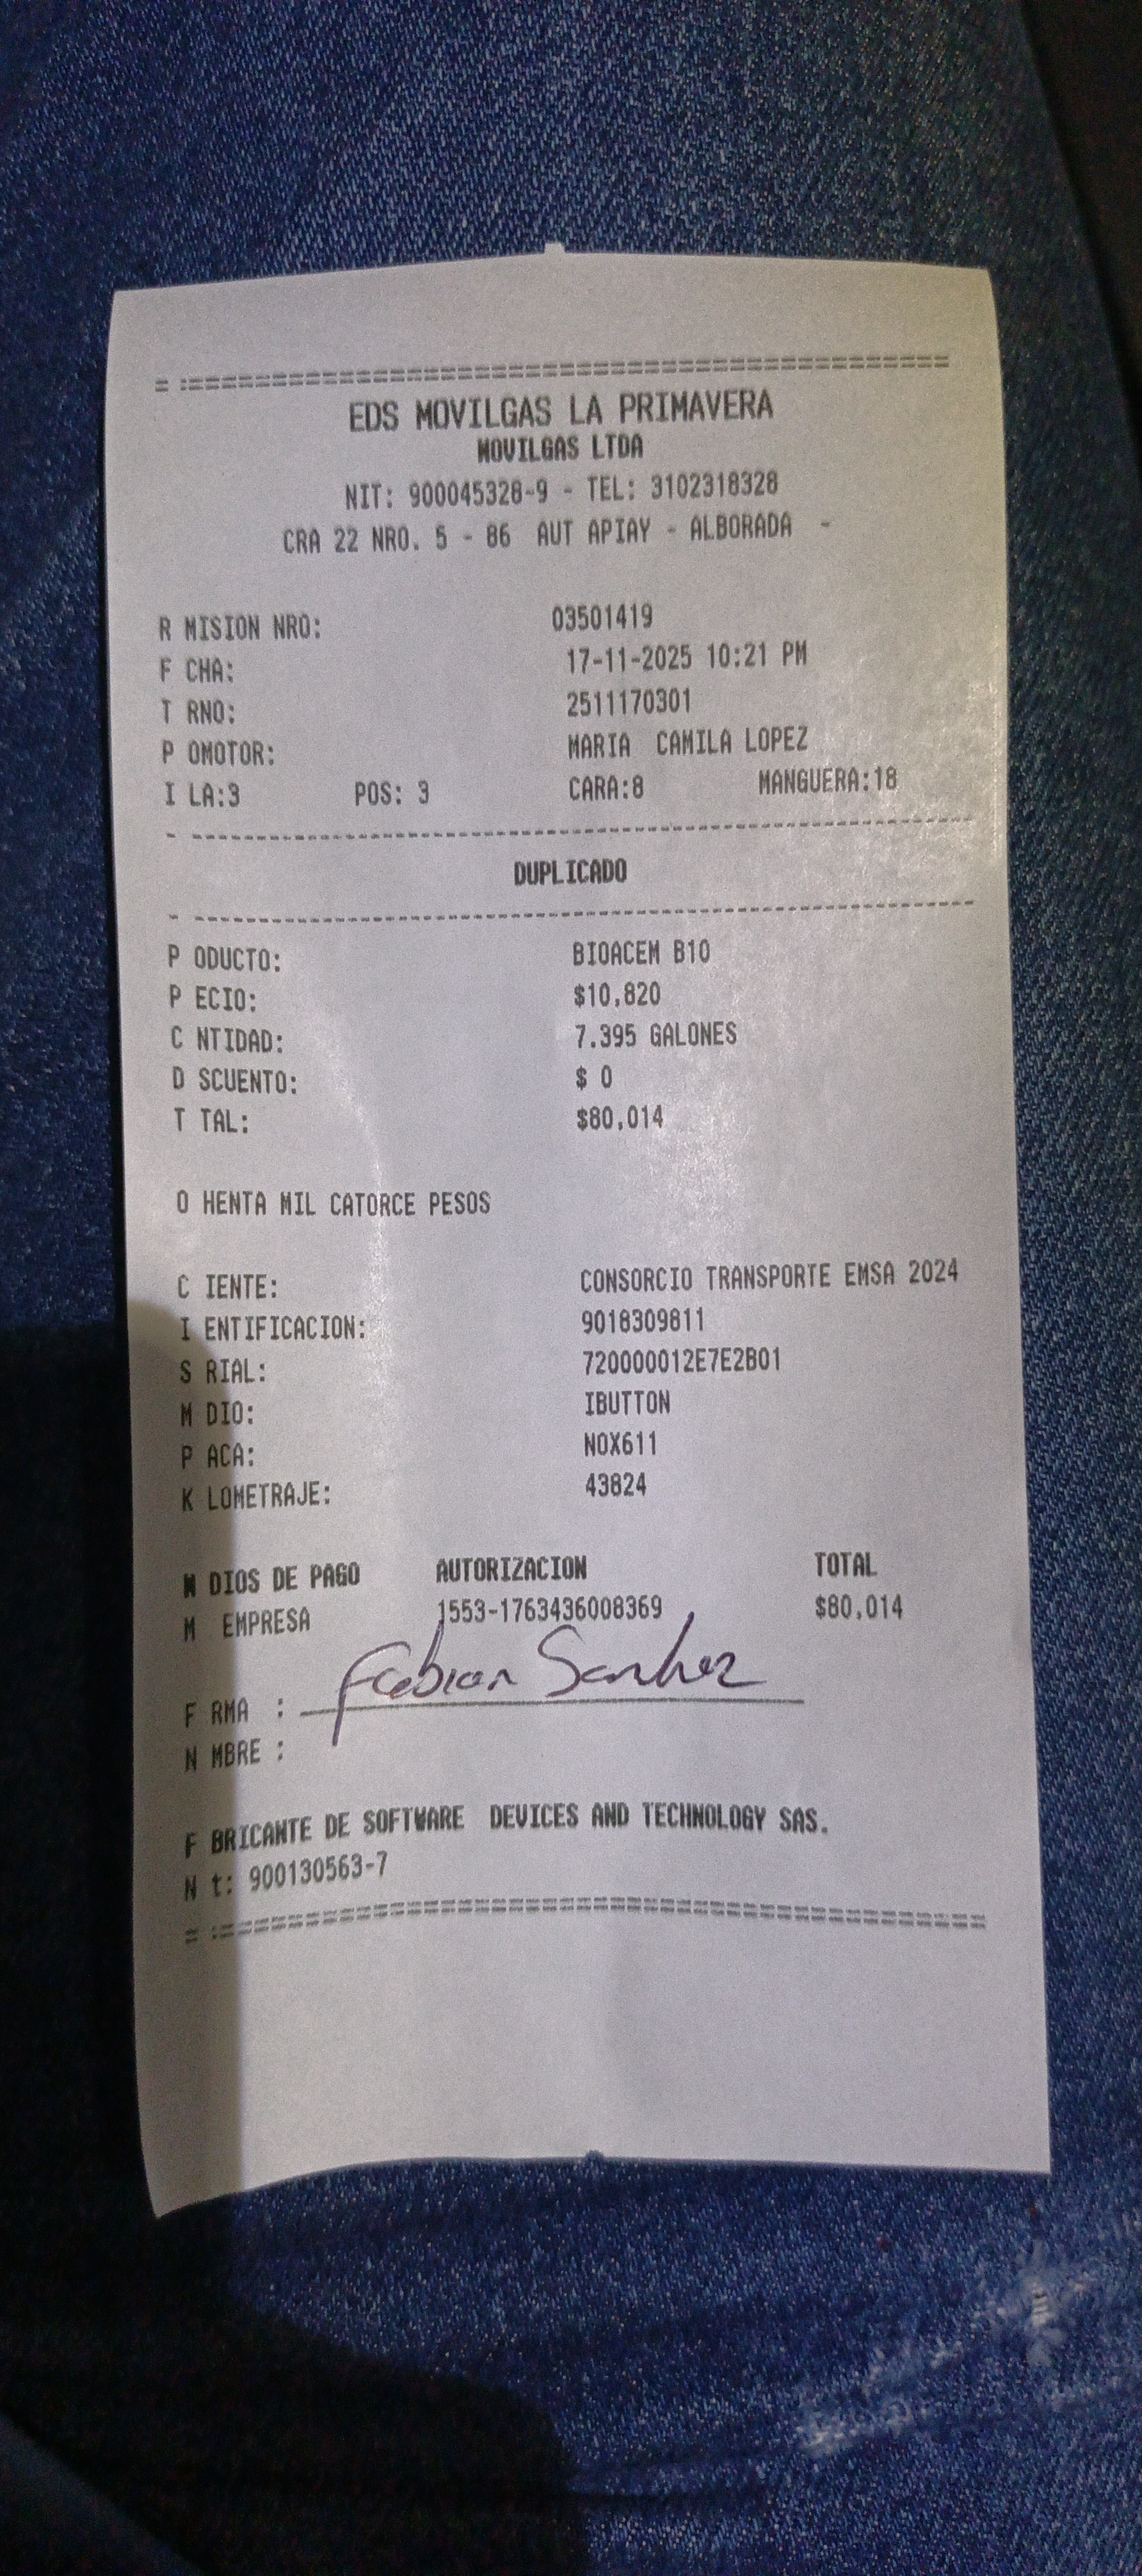 = :==============================================
EDS MOVILGAS LA PRIMAVERA
MOVILGAS LTDA
NIT: 900045328-9 - TEL: 3102318328
CRA 22 NRO. 5 - 86 AUT APIAY - ALBORADA -
R MISION NRO: 03501419
F CHA: 17-11-2025 10:21 PM
T RNO: 2511170301
P OMOTOR: MARIA CAMILA LOPEZ
I LA:3 POS: 3 CARA:8 MANGUERA:18
- -----------------------------------------------
DUPLICADO
- -----------------------------------------------
P ODUCTO: BIOACEM B10
P ECIO: $10,820
C NTIDAD: 7.395 GALONES
D SCUENTO: $ 0
T TAL: $80,014
O HENTA MIL CATORCE PESOS
C IENTE: CONSORCIO TRANSPORTE EMSA 2024
I ENTIFICACION: 9018309811
S RIAL: 720000012E7E2B01
M DIO: IBUTTON
P ACA: NOX611
K LOMETRAJE: 43824
M DIOS DE PAGO AUTORIZACION TOTAL
M EMPRESA 1553-1763436008369 $80,014
F RMA : Fabian Sanhez
N MBRE :
F BRICANTE DE SOFTWARE DEVICES AND TECHNOLOGY SAS.
N t: 900130563-7
= :==============================================